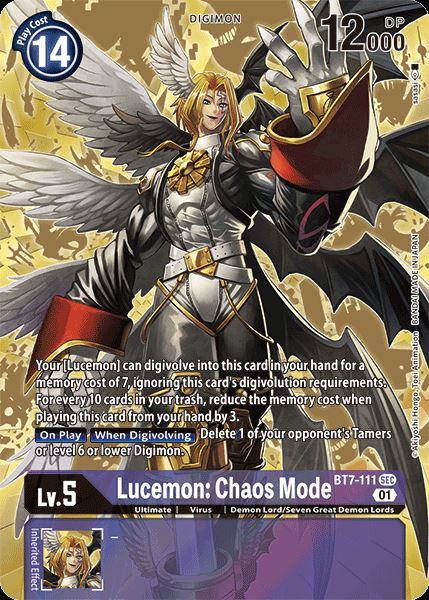 Play Cost
14
DIGIMON
12000
DP
sasasi
© Akiyoshi Hongo, Toei Animation BANDAI MADE IN JAPAN
Your [Lucemon] can digivolve into this card in your hand for a
memory cost of 7, ignoring this card's digivolution requirements.
For every 10 cards in your trash, reduce the memory cost when
playing this card from your hand by 3.
On Play When Digivolving Delete 1 of your opponent's Tamers
or level 6 or lower Digimon.
Lv.5
Lucemon: Chaos Mode
BT7-111 SEC
01
Ultimate | Virus | Demon Lord/Seven Great Demon Lords
Inherited Effect
–